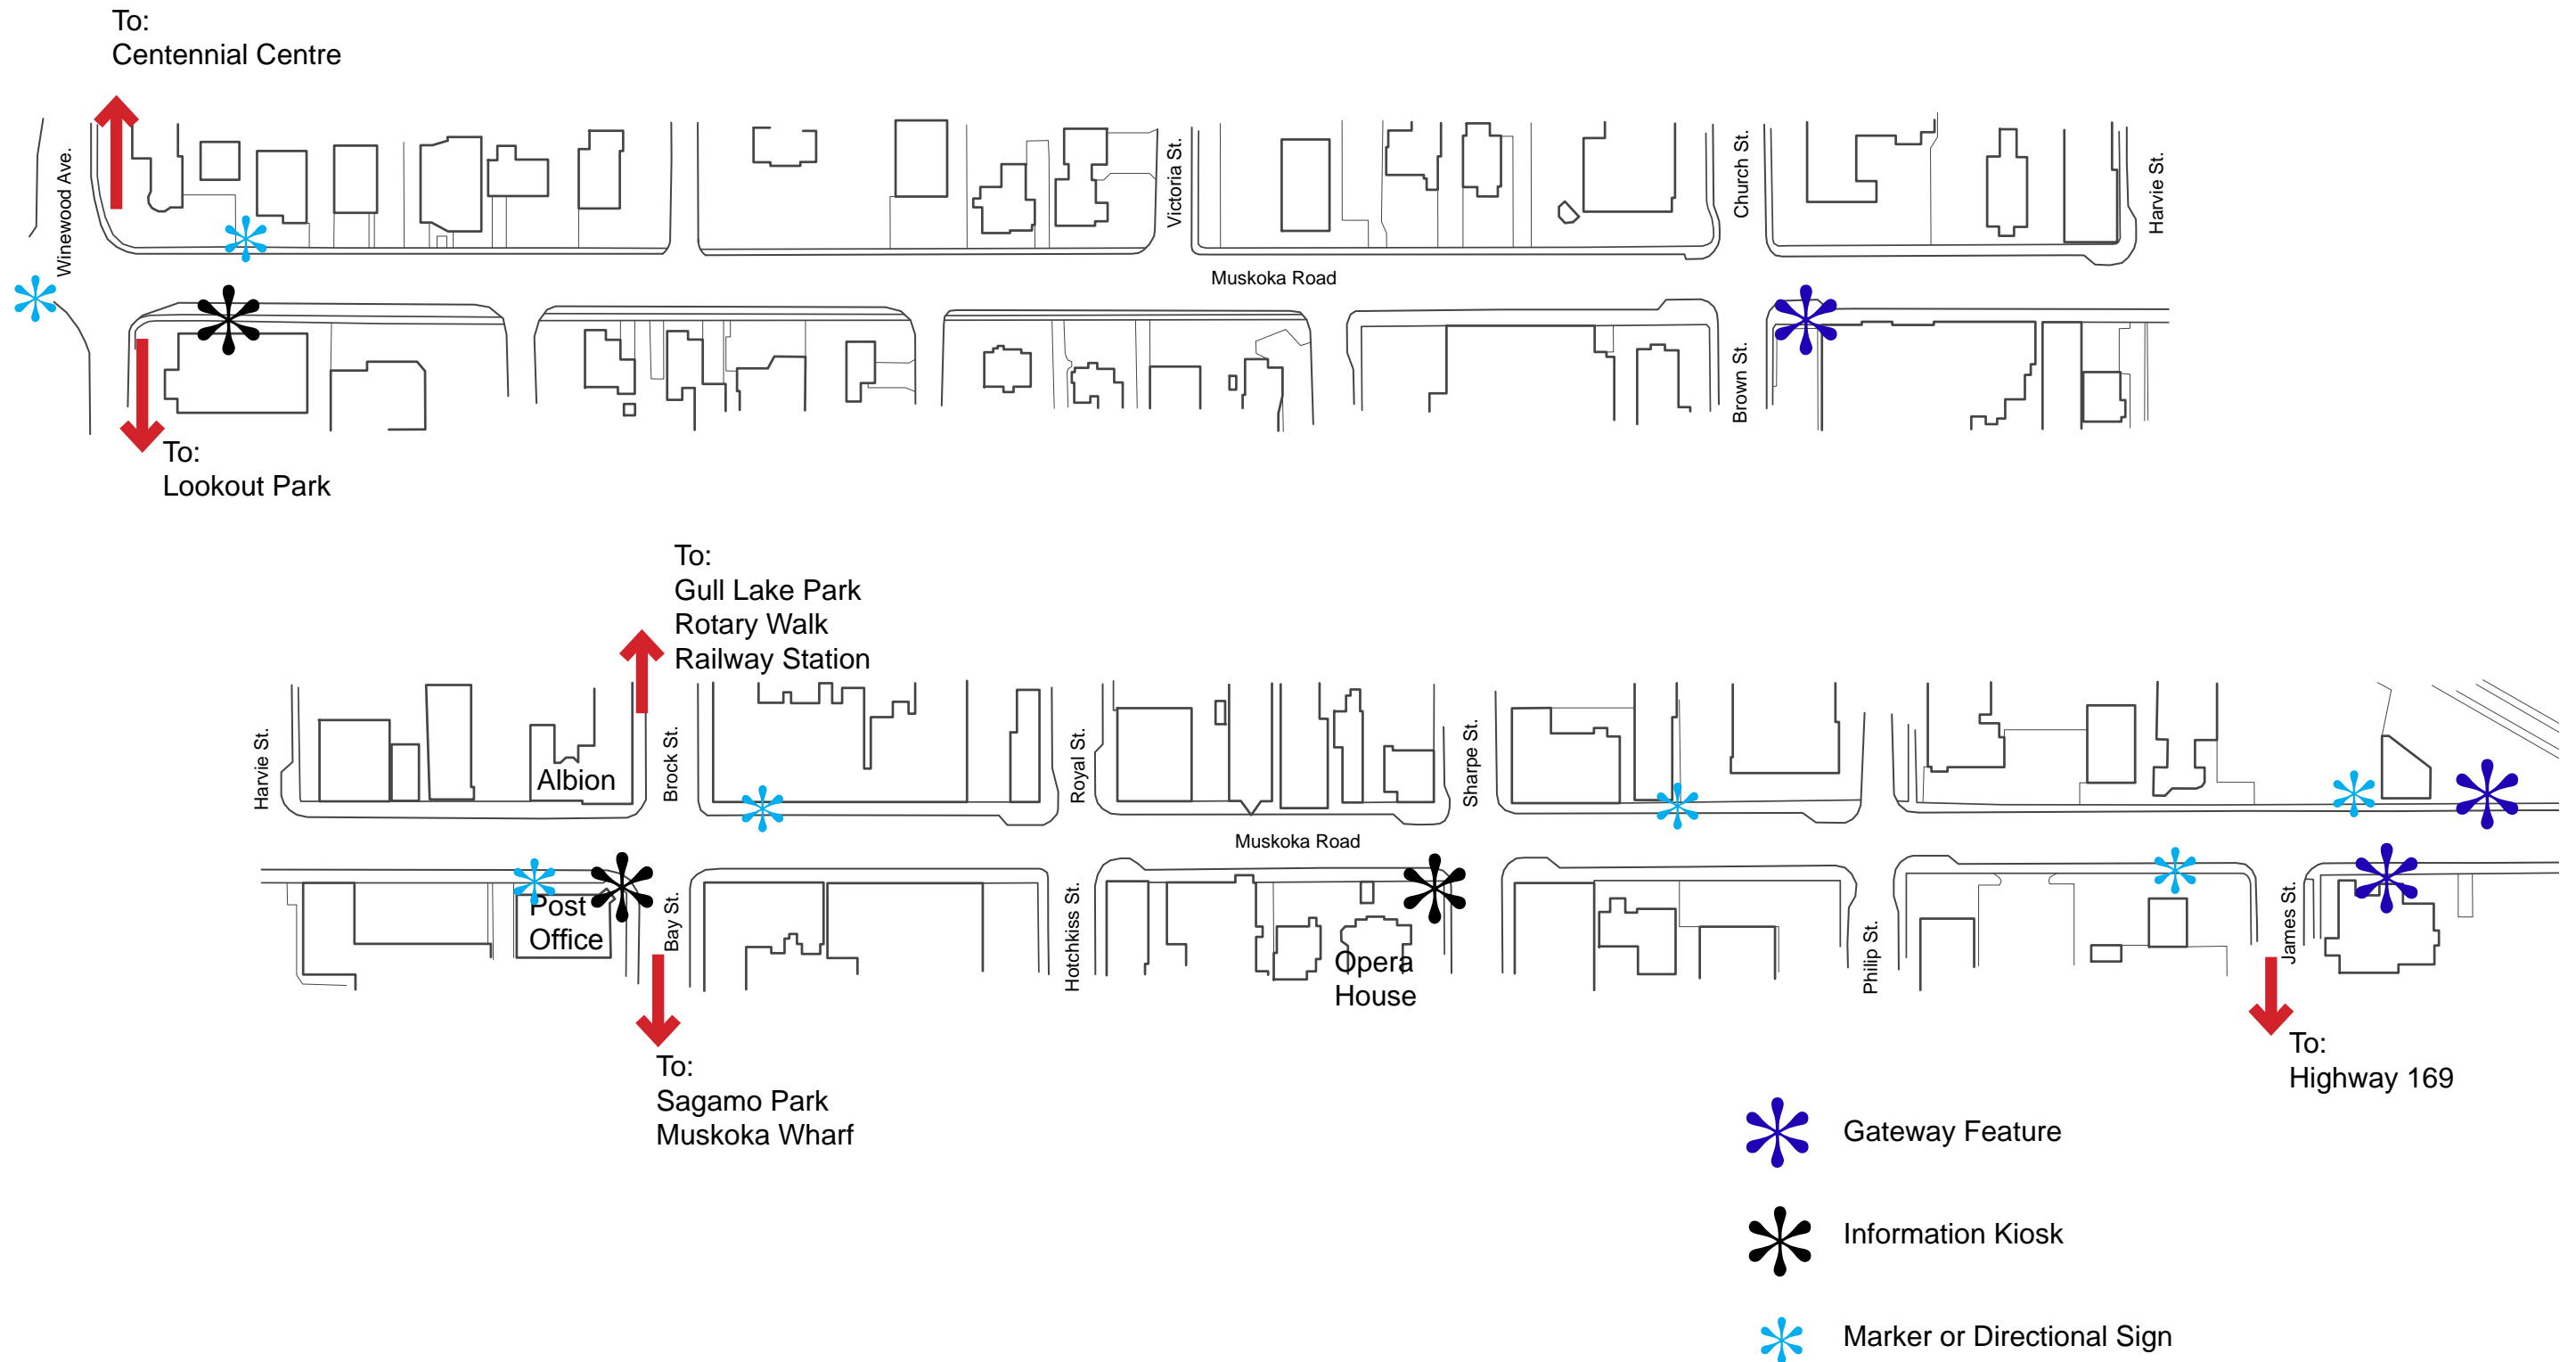 To:
Centennial Centre
Winewood Ave.
Victoria St.
Church St.
Harvie St.
Muskoka Road
Brown St.
To:
Lookout Park
To:
Gull Lake Park
Rotary Walk
Railway Station
Harvie St.
Albion
Brock St.
Royal St.
Sharpe St.
Muskoka Road
Post
Office
Bay St.
Hotchkiss St.
Opera
House
Philip St.
James St.
To:
Sagamo Park
Muskoka Wharf
To:
Highway 169
Gateway Feature
Information Kiosk
Marker or Directional Sign